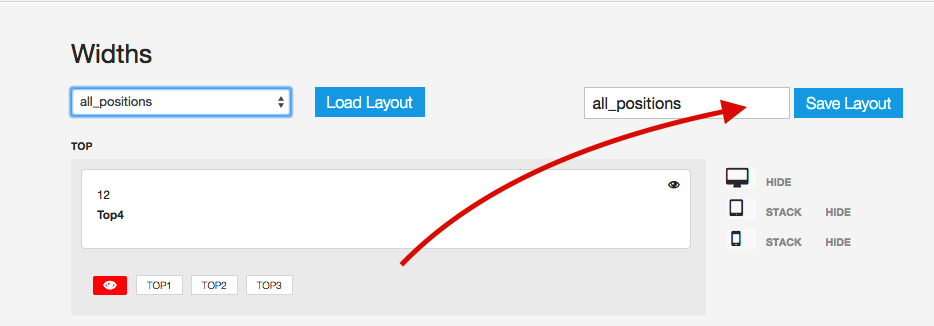 Widths
all_positions
Load Layout
all_positions
Save Layout
TOP
12
Top4
HIDE
STACK HIDE
STACK HIDE
TOP1 TOP2 TOP3